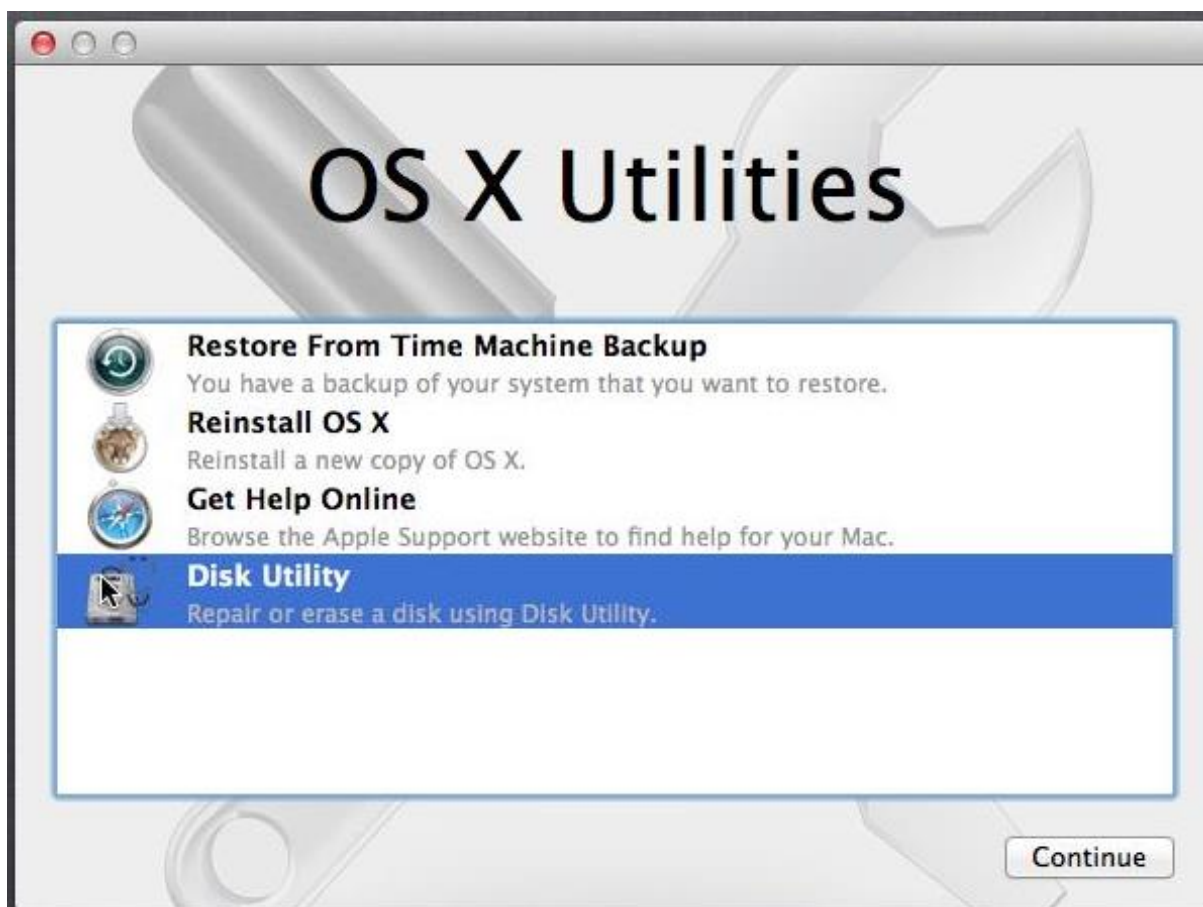 OS X Utilities
Restore From Time Machine Backup
You have a backup of your system that you want to restore.
Reinstall OS X
Reinstall a new copy of OS X.
Get Help Online
Browse the Apple Support website to find help for your Mac.
Disk Utility
Repair or erase a disk using Disk Utility.
Continue